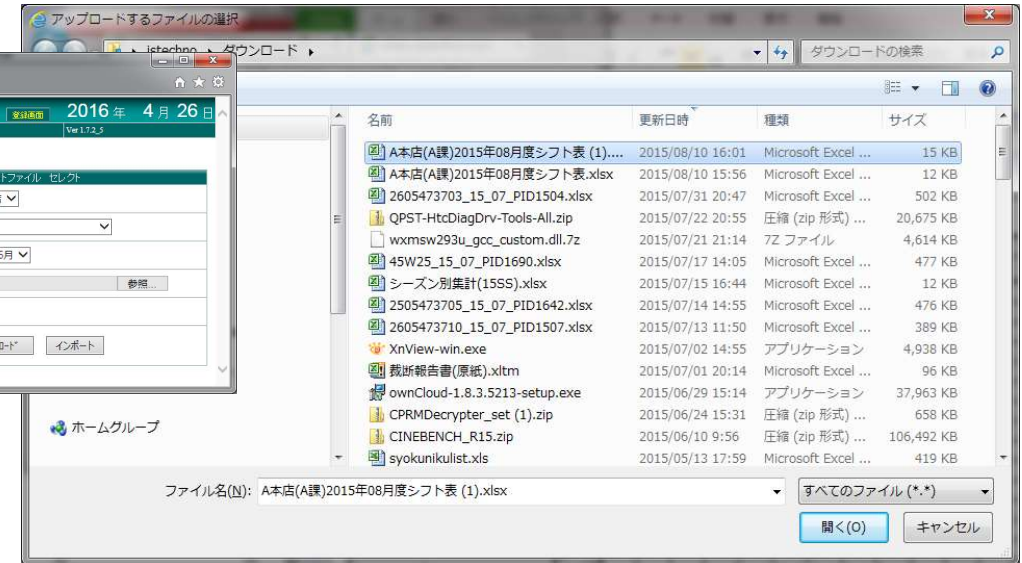 アップロードするファイルの選択
istechno ▸ ダウンロード ▸
ダウンロードの検索
登録画面 2016 年 4 月 26 日
Ver 1.7.2_5
トファイル セレクト
5月
参照...
インポート
ホームグループ
名前 更新日時 種類 サイズ
A本店(A課)2015年08月度シフト表 (1).... 2015/08/10 16:01 Microsoft Excel ... 15 KB
A本店(A課)2015年08月度シフト表.xlsx 2015/08/10 15:56 Microsoft Excel ... 12 KB
2605473703_15_07_PID1504.xlsx 2015/07/31 20:47 Microsoft Excel ... 502 KB
QPST-HtcDiagDrv-Tools-All.zip 2015/07/22 20:55 圧縮 (zip 形式) ... 20,675 KB
wxmsw293u_gcc_custom.dll.7z 2015/07/21 21:14 7Z ファイル 4,614 KB
45W25_15_07_PID1690.xlsx 2015/07/17 14:05 Microsoft Excel ... 477 KB
シーズン別集計(15SS).xlsx 2015/07/15 16:44 Microsoft Excel ... 12 KB
2505473705_15_07_PID1642.xlsx 2015/07/14 14:55 Microsoft Excel ... 476 KB
2605473710_15_07_PID1507.xlsx 2015/07/13 11:50 Microsoft Excel ... 389 KB
XnView-win.exe 2015/07/02 14:55 アプリケーション 4,938 KB
裁断報告書(原紙).xltm 2015/07/01 20:14 Microsoft Excel ... 96 KB
ownCloud-1.8.3.5213-setup.exe 2015/06/29 15:14 アプリケーション 37,963 KB
CPRMDecrypter_set (1).zip 2015/06/24 15:31 圧縮 (zip 形式) ... 658 KB
CINEBENCH_R15.zip 2015/06/10 9:56 圧縮 (zip 形式) ... 106,492 KB
syokunikulist.xls 2015/05/13 17:59 Microsoft Excel ... 419 KB
ファイル名(N): A本店(A課)2015年08月度シフト表 (1).xlsx
すべてのファイル (*.*)
開く(O) キャンセル